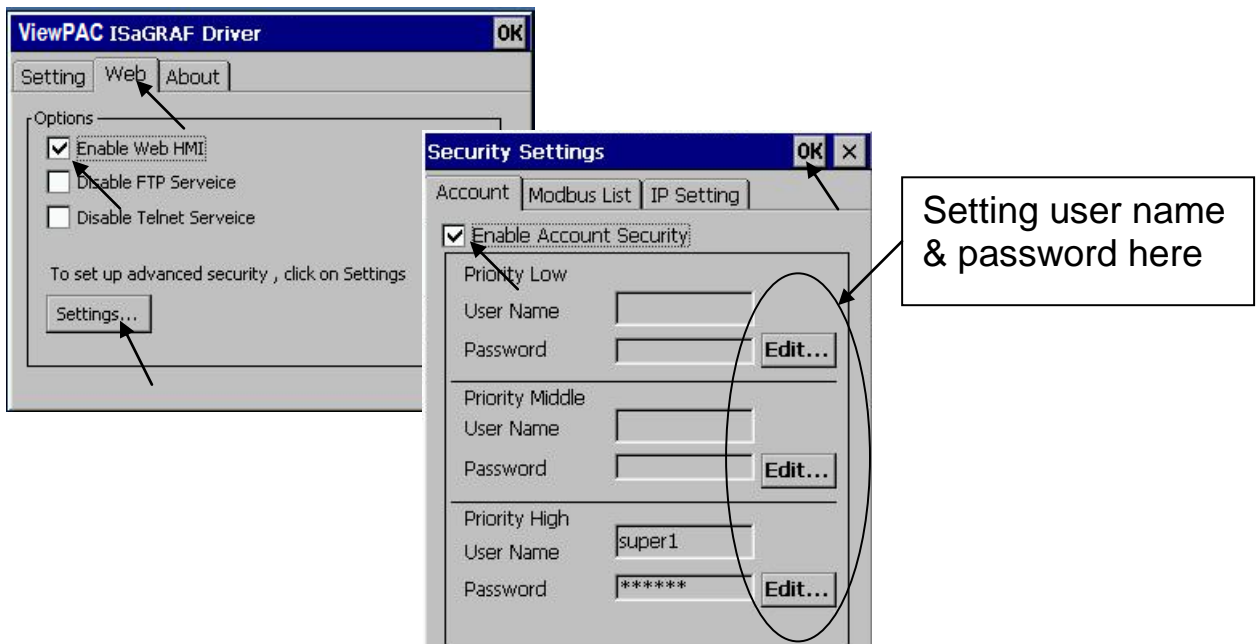 ViewPAC ISaGRAF Driver OK
Setting Web About
Options
Enable Web HMI
Disable FTP Serveice
Disable Telnet Serveice
To set up advanced security , click on Settings
Settings...
Security Settings OK ×
Account Modbus List IP Setting
Enable Account Security
Priority Low
User Name
Password Edit...
Priority Middle
User Name
Password Edit...
Priority High
User Name super1
Password ****** Edit...
Setting user name
& password here